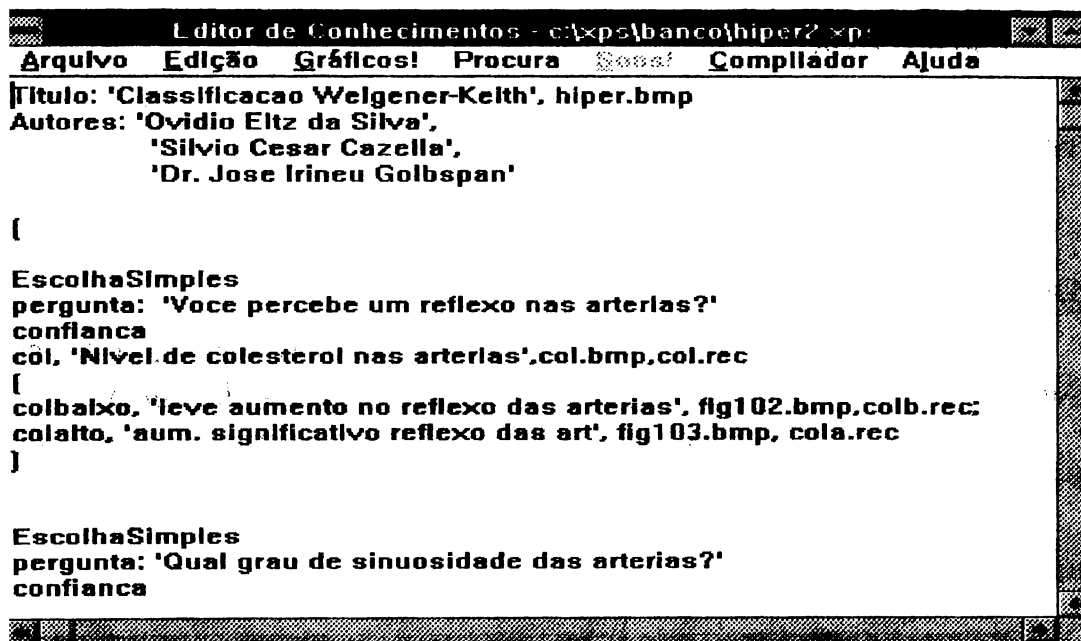 Editor de Conhecimentos - c:\xps\banco\hiper2.xp
Arquivo Edição Gráficos! Procura Sons! Compilador Ajuda
Titulo: 'Classificacao Weigener-Keith', hiper.bmp
Autores: 'Ovidio Eltz da Silva',
'Silvio Cesar Cazella',
'Dr. Jose Irineu Golbspan'
{
EscolhaSimples
pergunta: 'Voce percebe um reflexo nas arterias?'
confianca
col, 'Nivel de colesterol nas arterias',col.bmp,col.rec
{
colbaixo, 'leve aumento no reflexo das arterias', fig102.bmp,colb.rec;
colalto, 'aum. significativo reflexo das art', fig103.bmp, cola.rec
}
EscolhaSimples
pergunta: 'Qual grau de sinuosidade das arterias?'
confianca